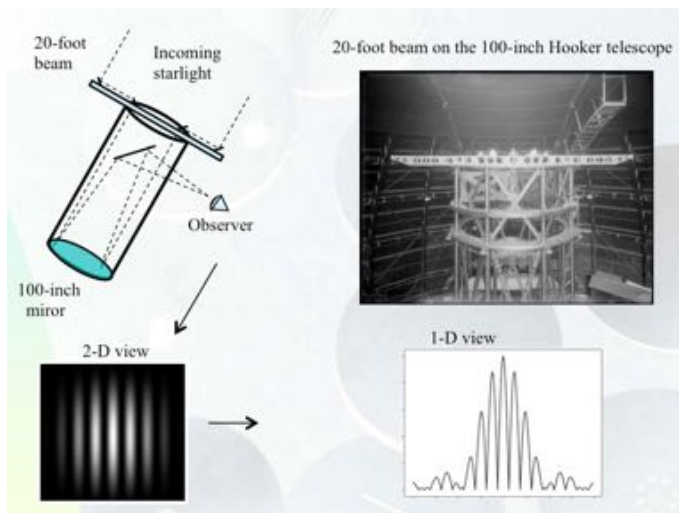 20-foot
beam
Incoming
starlight
Observer
100-inch
miror
20-foot beam on the 100-inch Hooker telescope
2-D view
1-D view